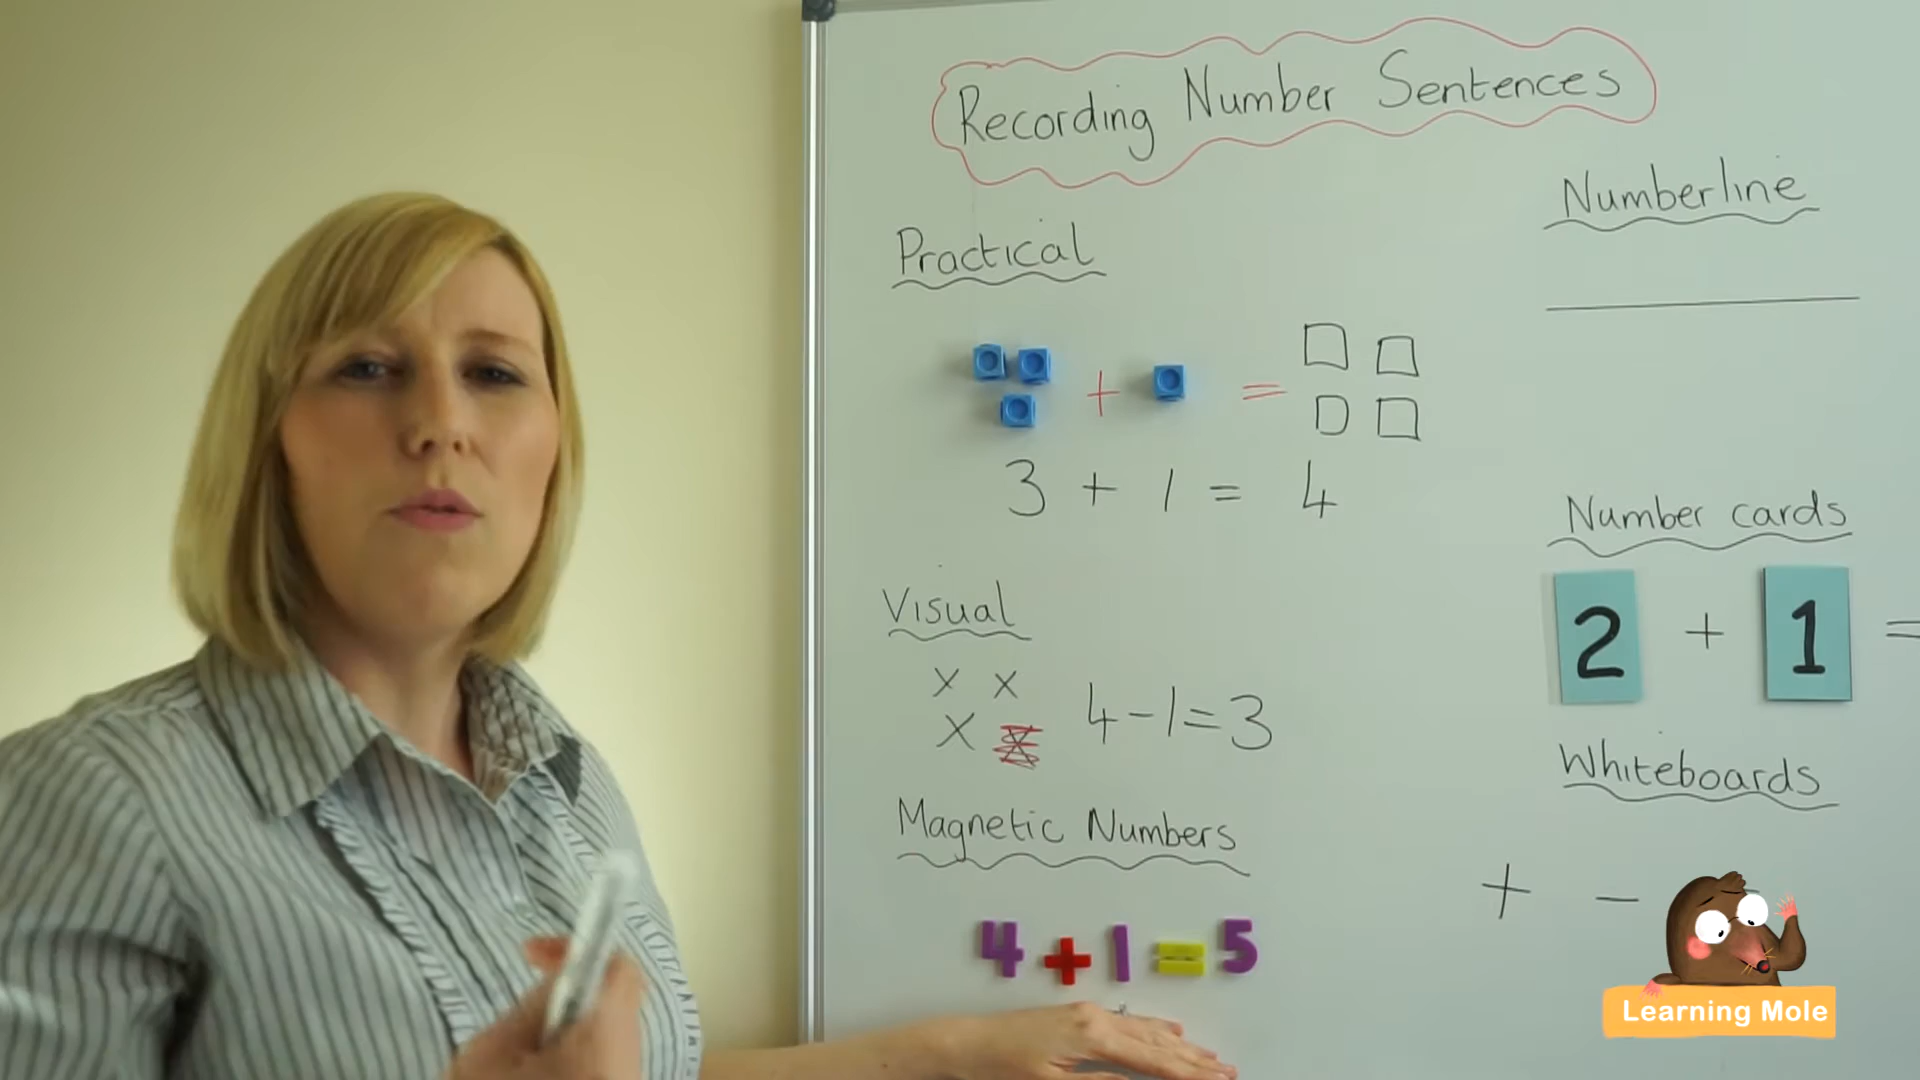 Recording Number Sentences
Practical
+ =
3 + 1 = 4
Visual
x x
x x 4-1=3
Magnetic Numbers
4+1=5
Numberline
Number cards
2 + 1 =
Whiteboards
+ -
Learning Mole